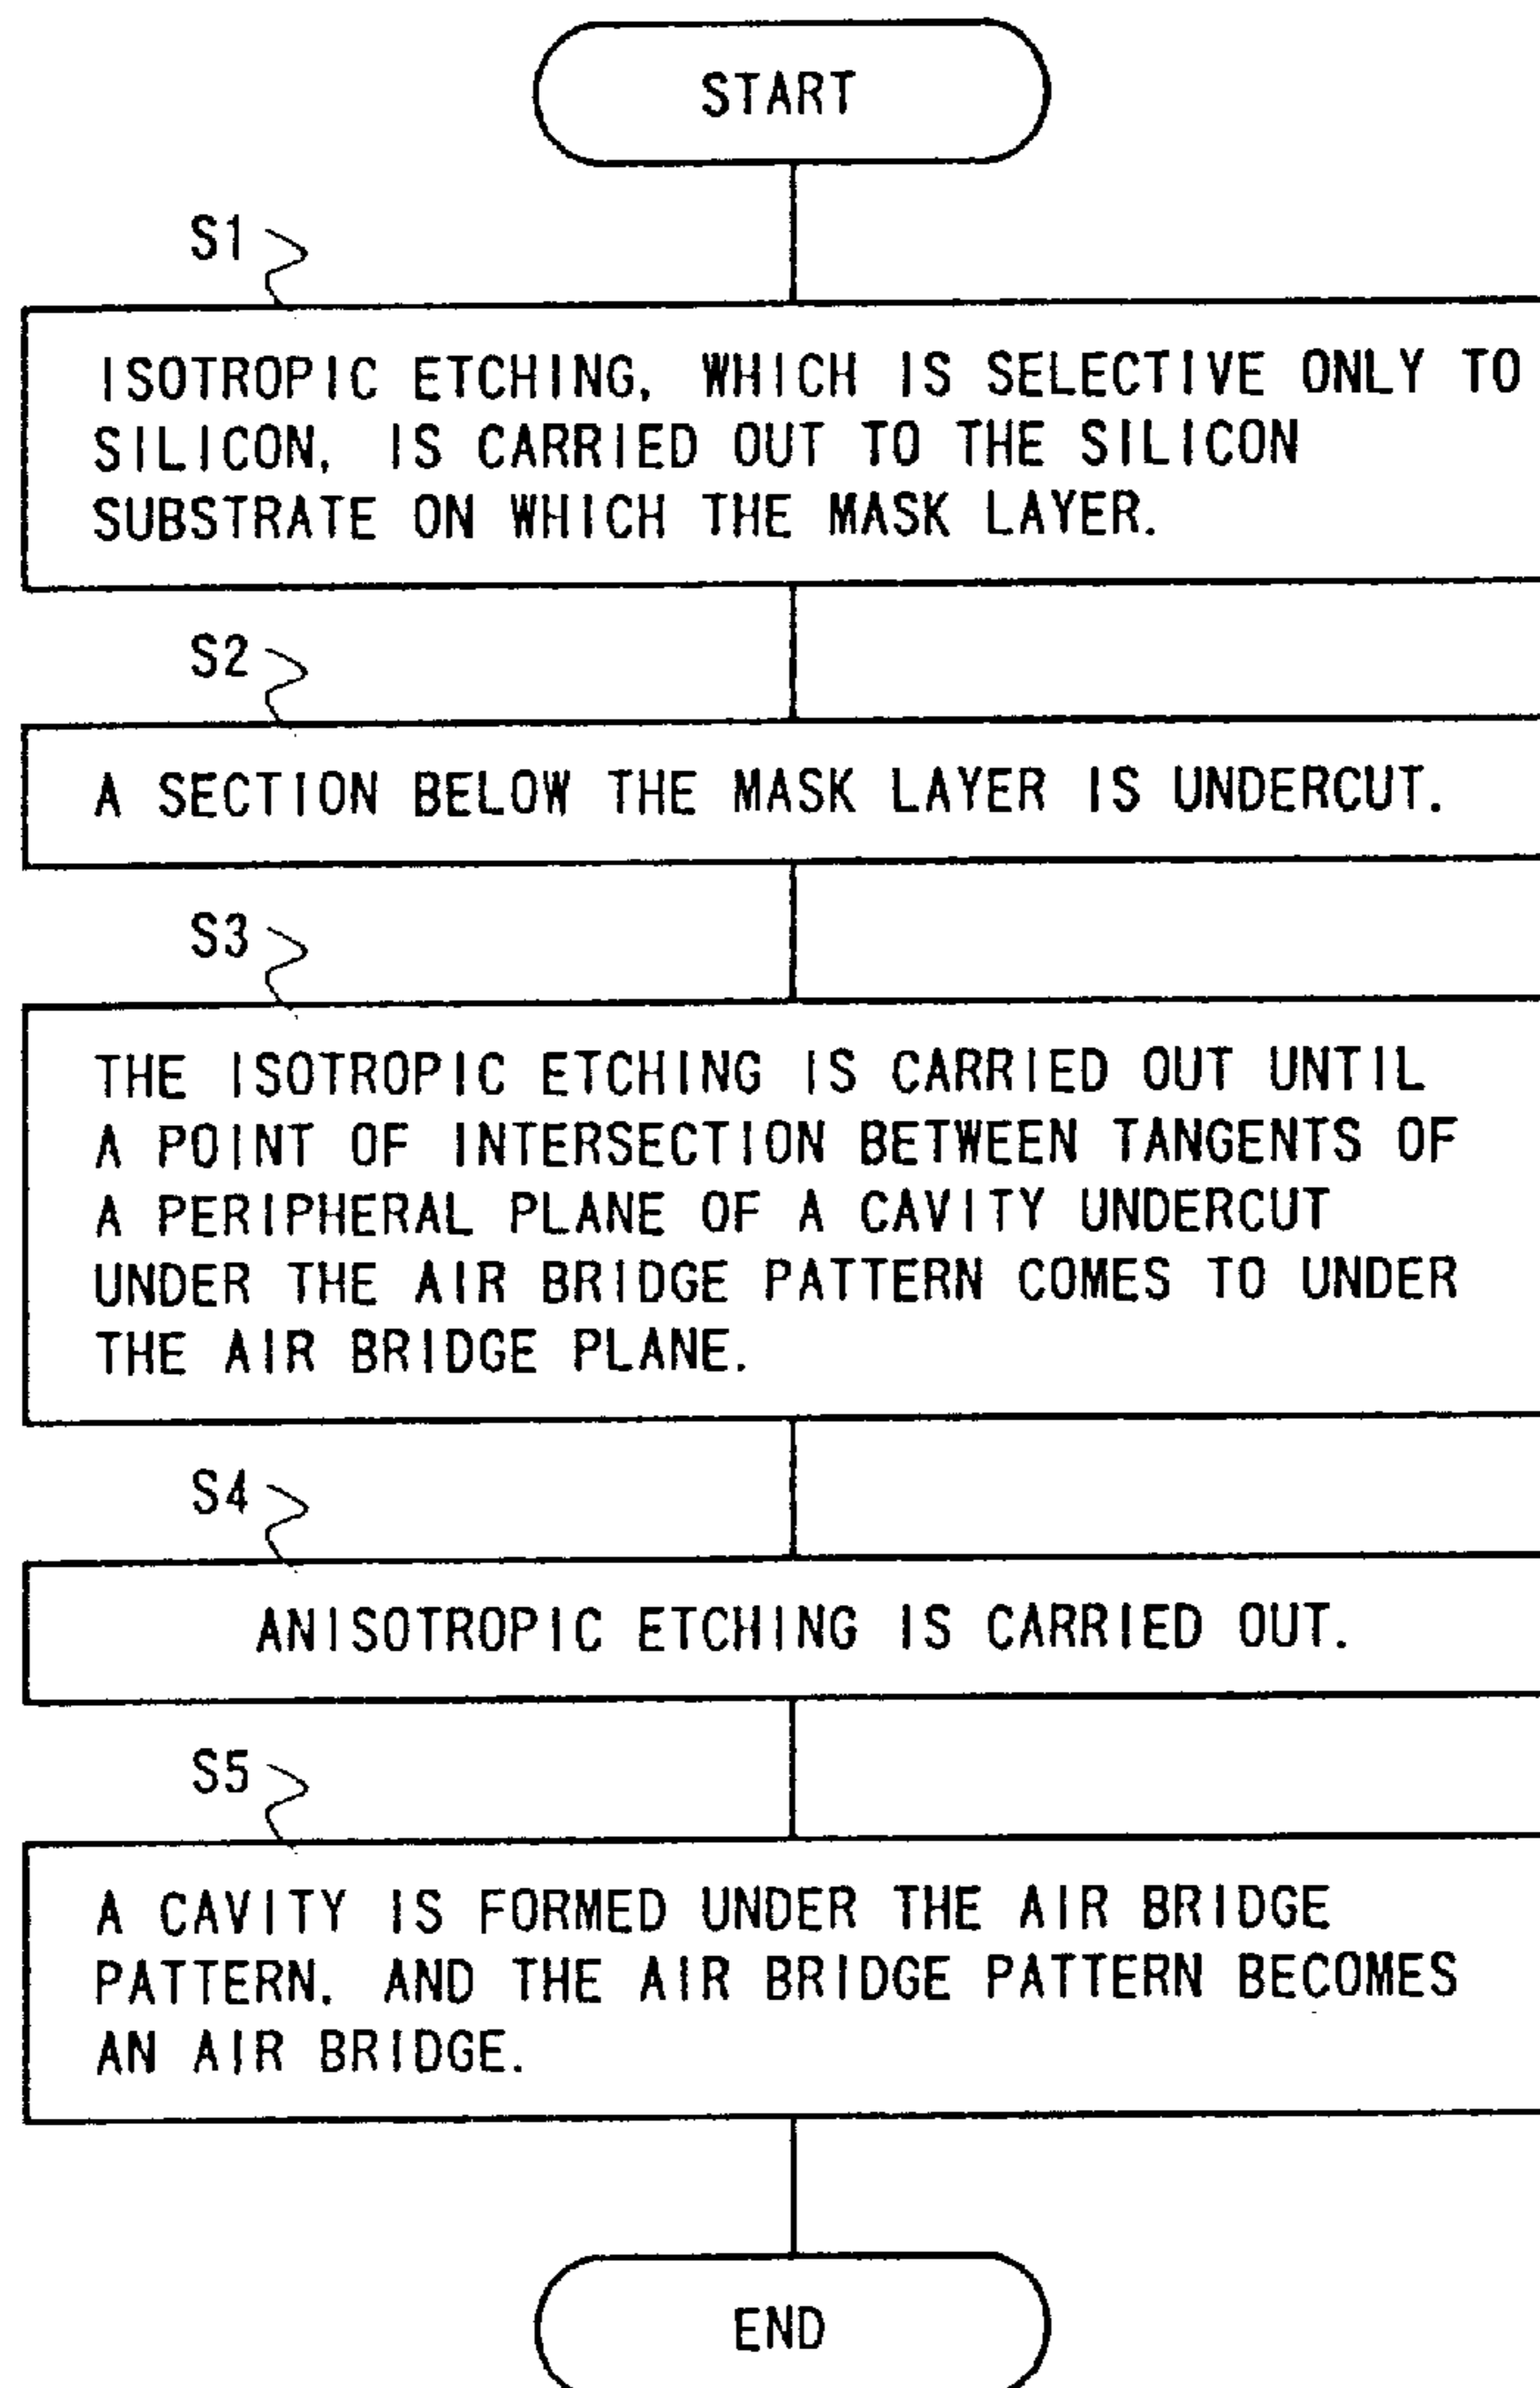 START
S1
ISOTROPIC ETCHING, WHICH IS SELECTIVE ONLY TO
SILICON, IS CARRIED OUT TO THE SILICON
SUBSTRATE ON WHICH THE MASK LAYER.
S2
A SECTION BELOW THE MASK LAYER IS UNDERCUT.
S3
THE ISOTROPIC ETCHING IS CARRIED OUT UNTIL
A POINT OF INTERSECTION BETWEEN TANGENTS OF
A PERIPHERAL PLANE OF A CAVITY UNDERCUT
UNDER THE AIR BRIDGE PATTERN COMES TO UNDER
THE AIR BRIDGE PLANE.
S4
ANISOTROPIC ETCHING IS CARRIED OUT.
S5
A CAVITY IS FORMED UNDER THE AIR BRIDGE
PATTERN, AND THE AIR BRIDGE PATTERN BECOMES
AN AIR BRIDGE.
END